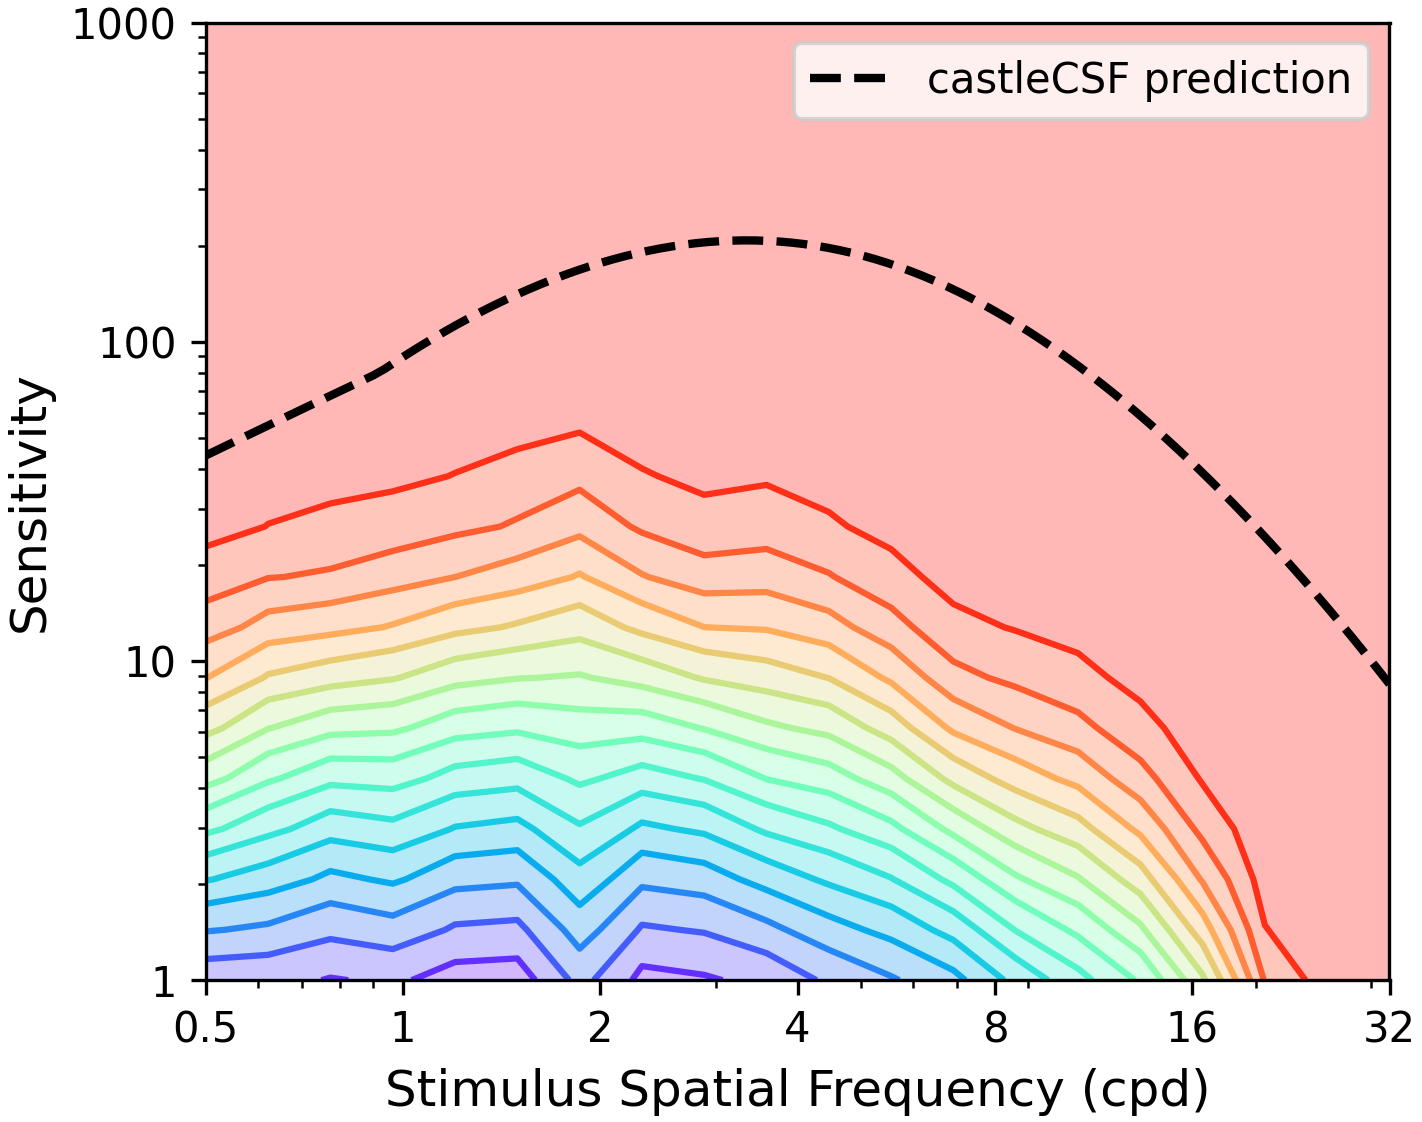 castleCSF prediction
Sensitivity
1000
100
10
1
0.5 1 2 4 8 16 32
Stimulus Spatial Frequency (cpd)